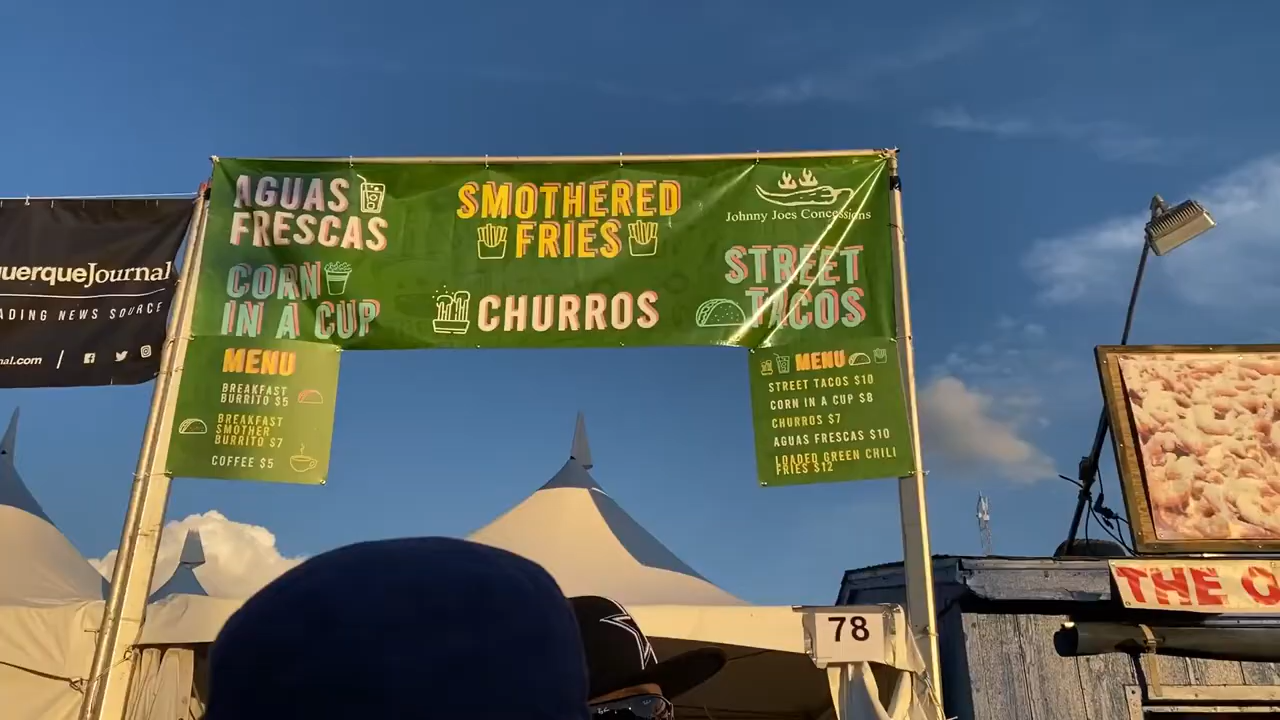 querqueJournal
ADING NEWS SOURCE
nal.com |
AGUAS
FRESCAS
CORN
IN A CUP
SMOTHERED
FRIES
CHURROS
Johnny Joes Concessions
STREET
TACOS
MENU
BREAKFAST
BURRITO $5
BREAKFAST
SMOTHER
BURRITO $7
COFFEE $5
MENU
STREET TACOS $10
CORN IN A CUP $8
CHURROS $7
AGUAS FRESCAS $10
LOADED GREEN CHILI
FRIES $12
78
THE O